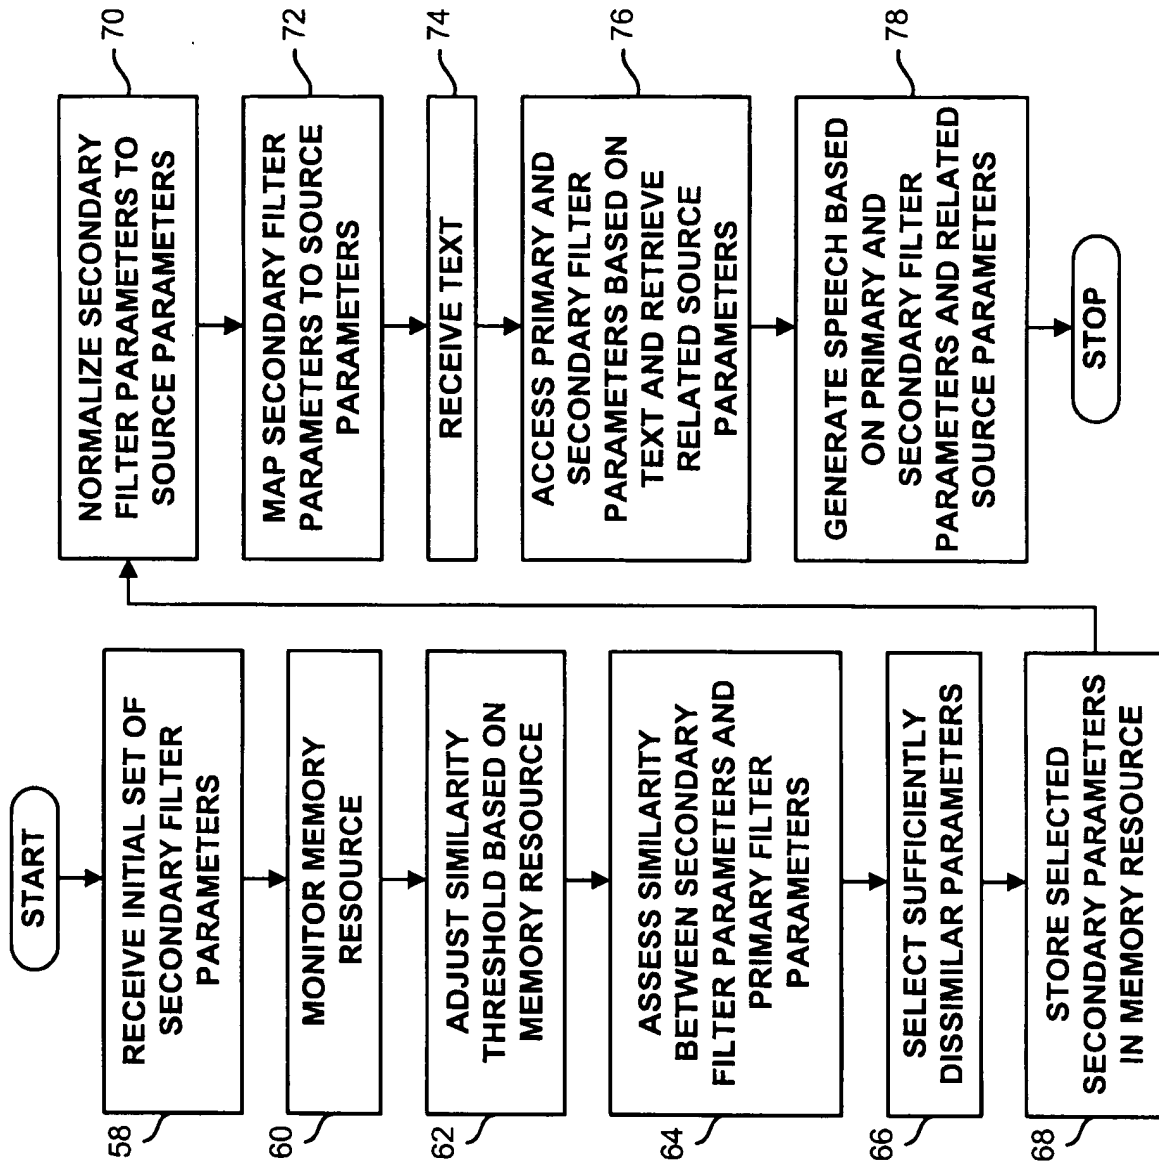 START
RECEIVE INITIAL SET OF
SECONDARY FILTER
PARAMETERS
58
MONITOR MEMORY
RESOURCE
60
ADJUST SIMILARITY
THRESHOLD BASED ON
MEMORY RESOURCE
62
ASSESS SIMILARITY
BETWEEN SECONDARY
FILTER PARAMETERS AND
PRIMARY FILTER
PARAMETERS
64
SELECT SUFFICIENTLY
DISSIMILAR PARAMETERS
66
STORE SELECTED
SECONDARY PARAMETERS
IN MEMORY RESOURCE
68
NORMALIZE SECONDARY
FILTER PARAMETERS TO
SOURCE PARAMETERS
70
MAP SECONDARY FILTER
PARAMETERS TO SOURCE
PARAMETERS
72
RECEIVE TEXT
74
ACCESS PRIMARY AND
SECONDARY FILTER
PARAMETERS BASED ON
TEXT AND RETRIEVE
RELATED SOURCE
PARAMETERS
76
GENERATE SPEECH BASED
ON PRIMARY AND
SECONDARY FILTER
PARAMETERS AND RELATED
SOURCE PARAMETERS
78
STOP